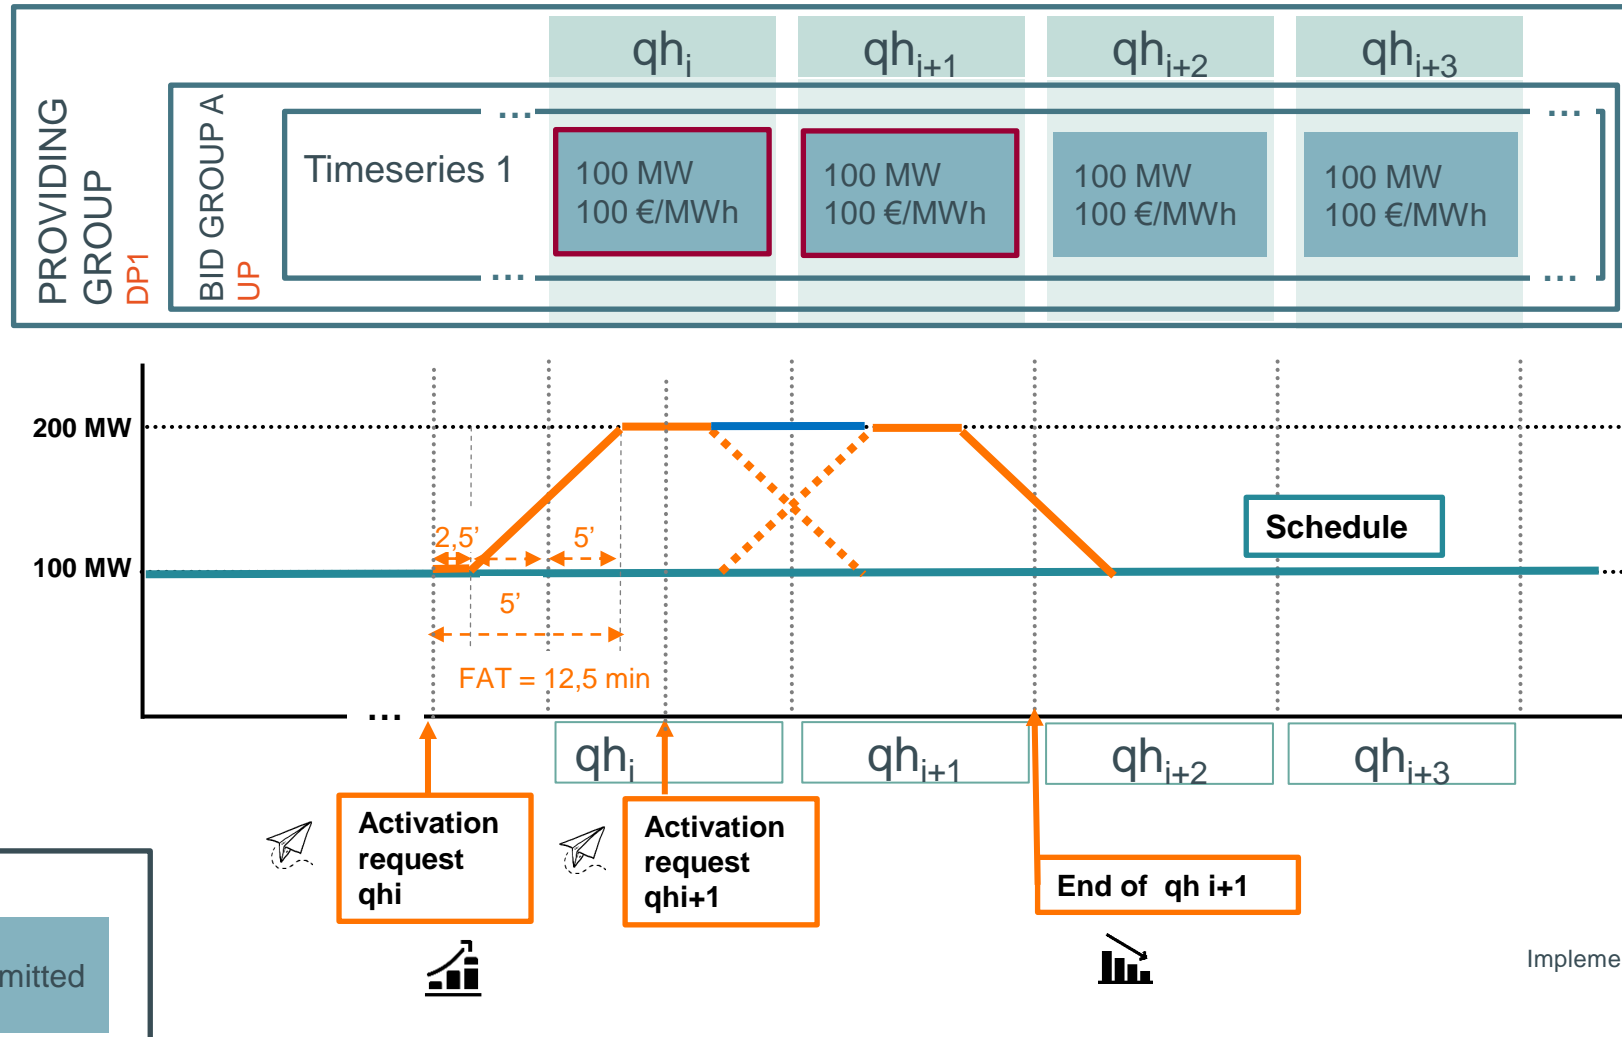 qhi
qhi+1
qhi+2
qhi+3
PROVIDING
GROUP
DP1
BID GROUP A
UP
...
...
Timeseries 1
100 MW
100 €/MWh
100 MW
100 €/MWh
100 MW
100 €/MWh
100 MW
100 €/MWh
...
...
200 MW
100 MW
2,5'
5'
5'
FAT = 12,5 min
Schedule
...
qhi
qhi+1
qhi+2
qhi+3
Activation
request
qhi
Activation
request
qhi+1
End of qh i+1
mitted
Impleme